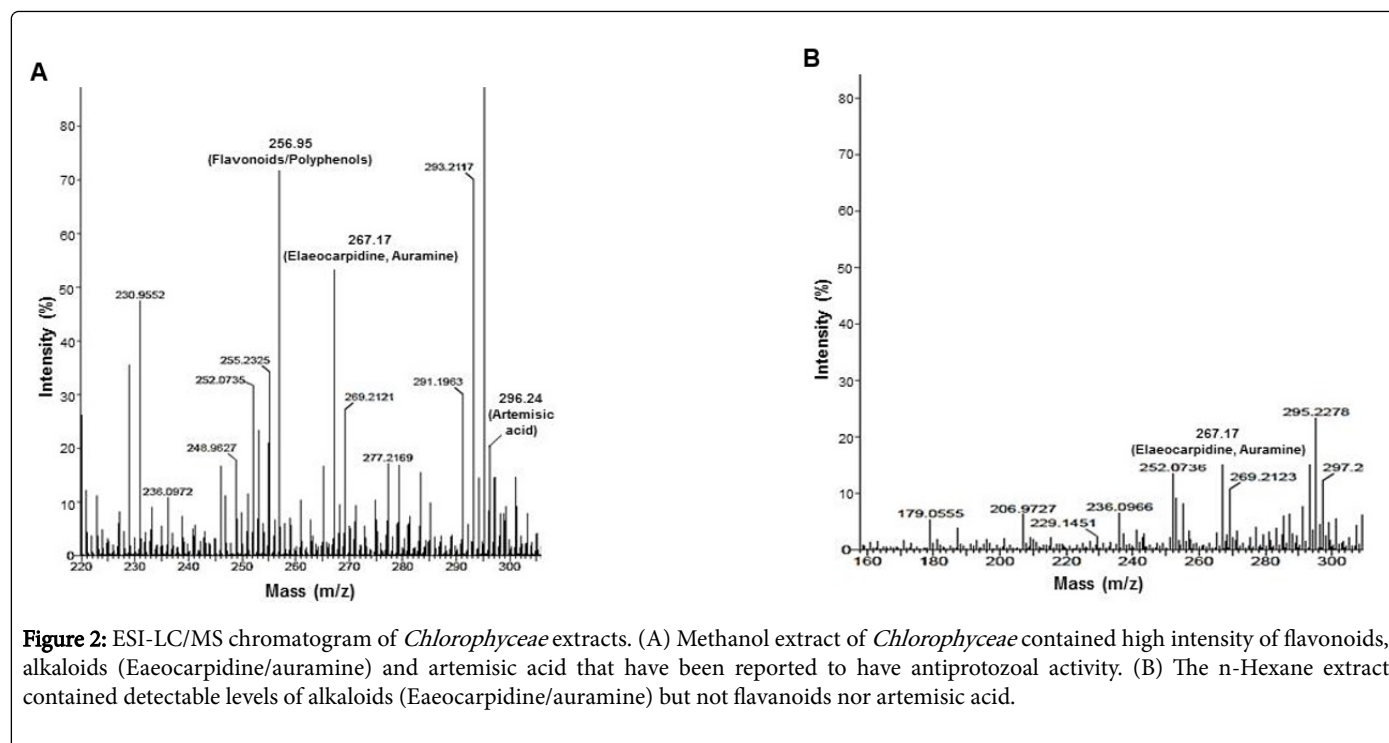 A
80
70
60
50
40
30
20
10
0
Intensity (%)
256.95
(Flavonoids/Polyphenols)
293.2117
267.17
(Elaeocarpidine, Auramine)
230.9552
255.2325
252.0735
269.2121
291.1963
296.24
(Artemisic
acid)
248.9627
277.2169
236.0972
220 230 240 250 260 270 280 290 300
Mass (m/z)
B
80
70
60
50
40
30
20
10
0
Intensity (%)
295.2278
267.17
(Elaeocarpidine, Auramine)
252.0736
297.2
269.2123
179.0555
206.9727
236.0966
229.1451
160 180 200 220 240 260 280 300
Mass (m/z)
Figure 2: ESI-LC/MS chromatogram of Chlorophyceae extracts. (A) Methanol extract of Chlorophyceae contained high intensity of flavonoids,
alkaloids (Eaeocarpidine/auramine) and artemisic acid that have been reported to have antiprotozoal activity. (B) The n-Hexane extract
contained detectable levels of alkaloids (Eaeocarpidine/auramine) but not flavanoids nor artemisic acid.